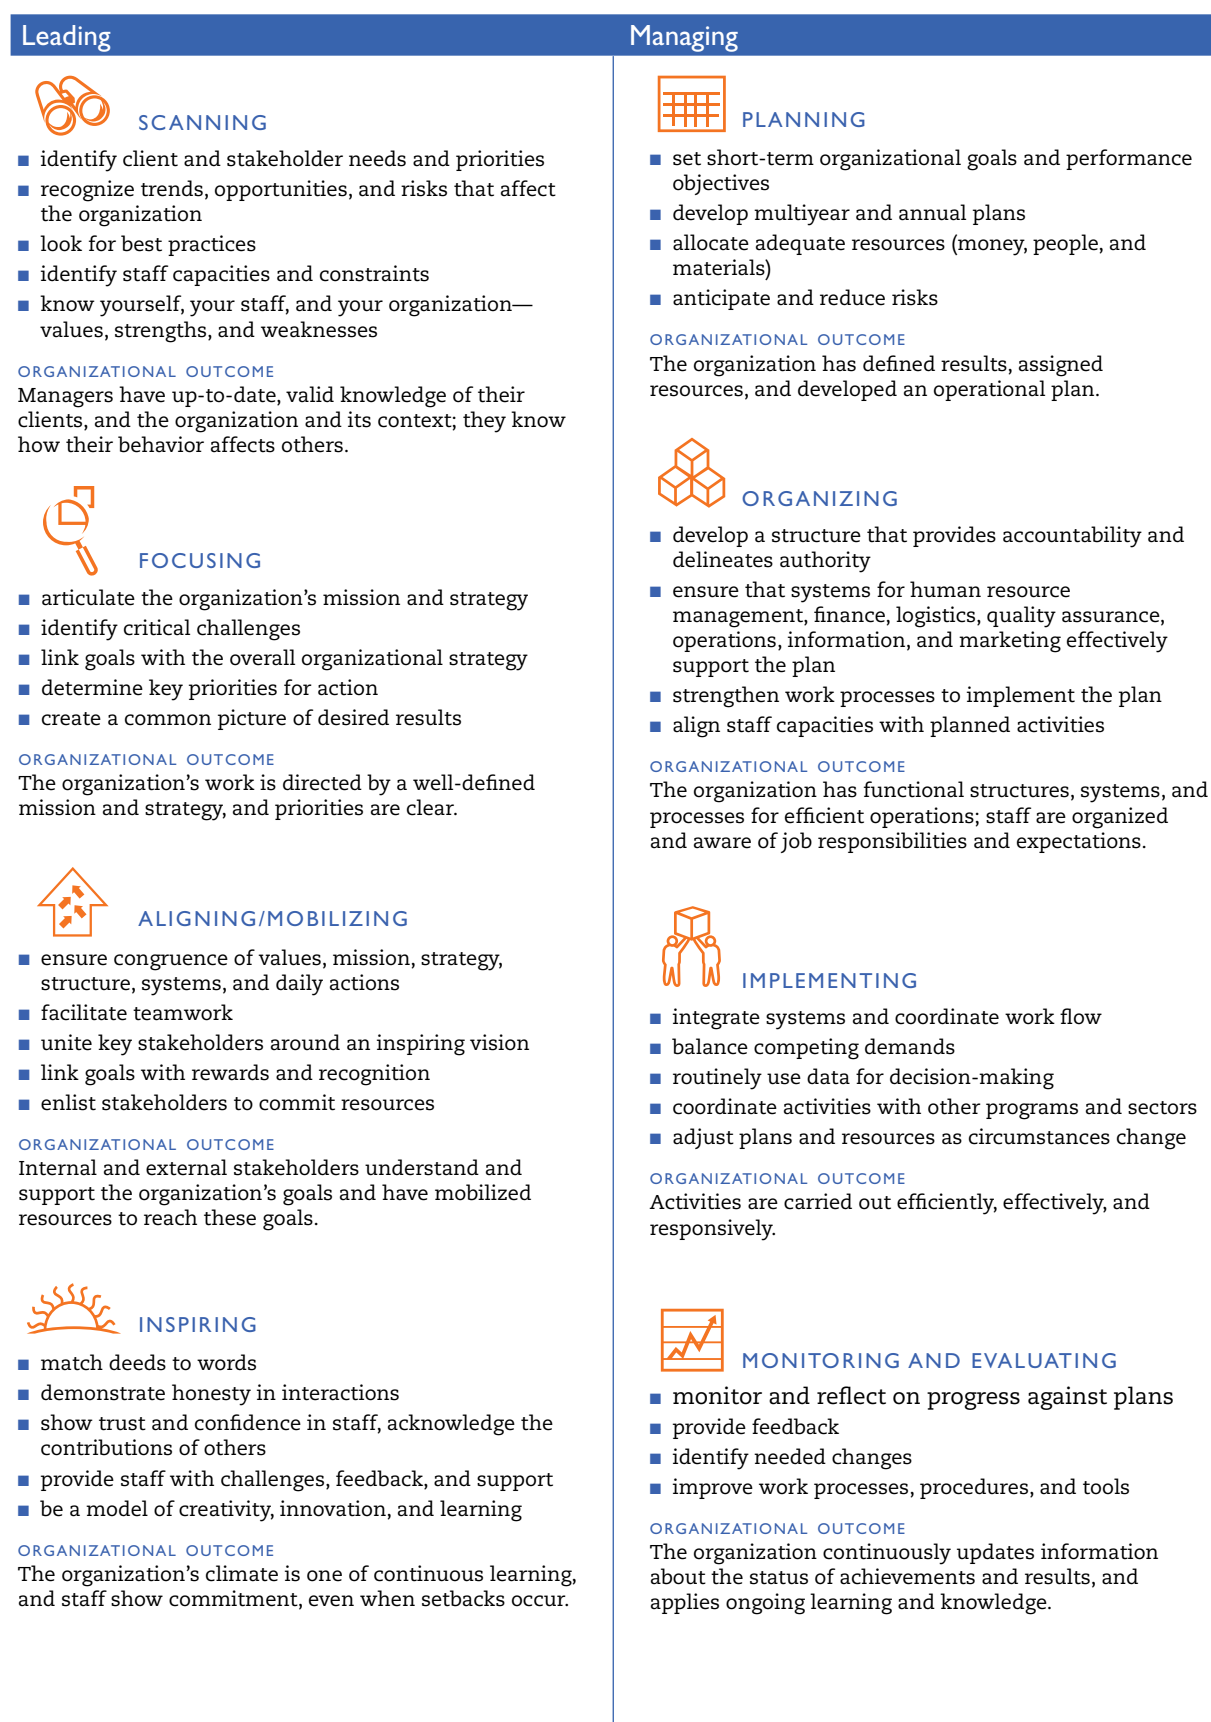 Leading
SCANNING
■ identify client and stakeholder needs and priorities
■ recognize trends, opportunities, and risks that affect
the organization
■ look for best practices
■ identify staff capacities and constraints
■ know yourself, your staff, and your organization—
values, strengths, and weaknesses
ORGANIZATIONAL OUTCOME
Managers have up-to-date, valid knowledge of their
clients, and the organization and its context; they know
how their behavior affects others.
FOCUSING
■ articulate the organization’s mission and strategy
■ identify critical challenges
■ link goals with the overall organizational strategy
■ determine key priorities for action
■ create a common picture of desired results
ORGANIZATIONAL OUTCOME
The organization’s work is directed by a well-defined
mission and strategy, and priorities are clear.
ALIGNING/MOBILIZING
■ ensure congruence of values, mission, strategy,
structure, systems, and daily actions
■ facilitate teamwork
■ unite key stakeholders around an inspiring vision
■ link goals with rewards and recognition
■ enlist stakeholders to commit resources
ORGANIZATIONAL OUTCOME
Internal and external stakeholders understand and
support the organization’s goals and have mobilized
resources to reach these goals.
INSPIRING
■ match deeds to words
■ demonstrate honesty in interactions
■ show trust and confidence in staff, acknowledge the
contributions of others
■ provide staff with challenges, feedback, and support
■ be a model of creativity, innovation, and learning
ORGANIZATIONAL OUTCOME
The organization’s climate is one of continuous learning,
and staff show commitment, even when setbacks occur.
Managing
PLANNING
■ set short-term organizational goals and performance
objectives
■ develop multiyear and annual plans
■ allocate adequate resources (money, people, and
materials)
■ anticipate and reduce risks
ORGANIZATIONAL OUTCOME
The organization has defined results, assigned
resources, and developed an operational plan.
ORGANIZING
■ develop a structure that provides accountability and
delineates authority
■ ensure that systems for human resource
management, finance, logistics, quality assurance,
operations, information, and marketing effectively
support the plan
■ strengthen work processes to implement the plan
■ align staff capacities with planned activities
ORGANIZATIONAL OUTCOME
The organization has functional structures, systems, and
processes for efficient operations; staff are organized
and aware of job responsibilities and expectations.
IMPLEMENTING
■ integrate systems and coordinate work flow
■ balance competing demands
■ routinely use data for decision-making
■ coordinate activities with other programs and sectors
■ adjust plans and resources as circumstances change
ORGANIZATIONAL OUTCOME
Activities are carried out efficiently, effectively, and
responsively.
MONITORING AND EVALUATING
■ monitor and reflect on progress against plans
■ provide feedback
■ identify needed changes
■ improve work processes, procedures, and tools
ORGANIZATIONAL OUTCOME
The organization continuously updates information
about the status of achievements and results, and
applies ongoing learning and knowledge.